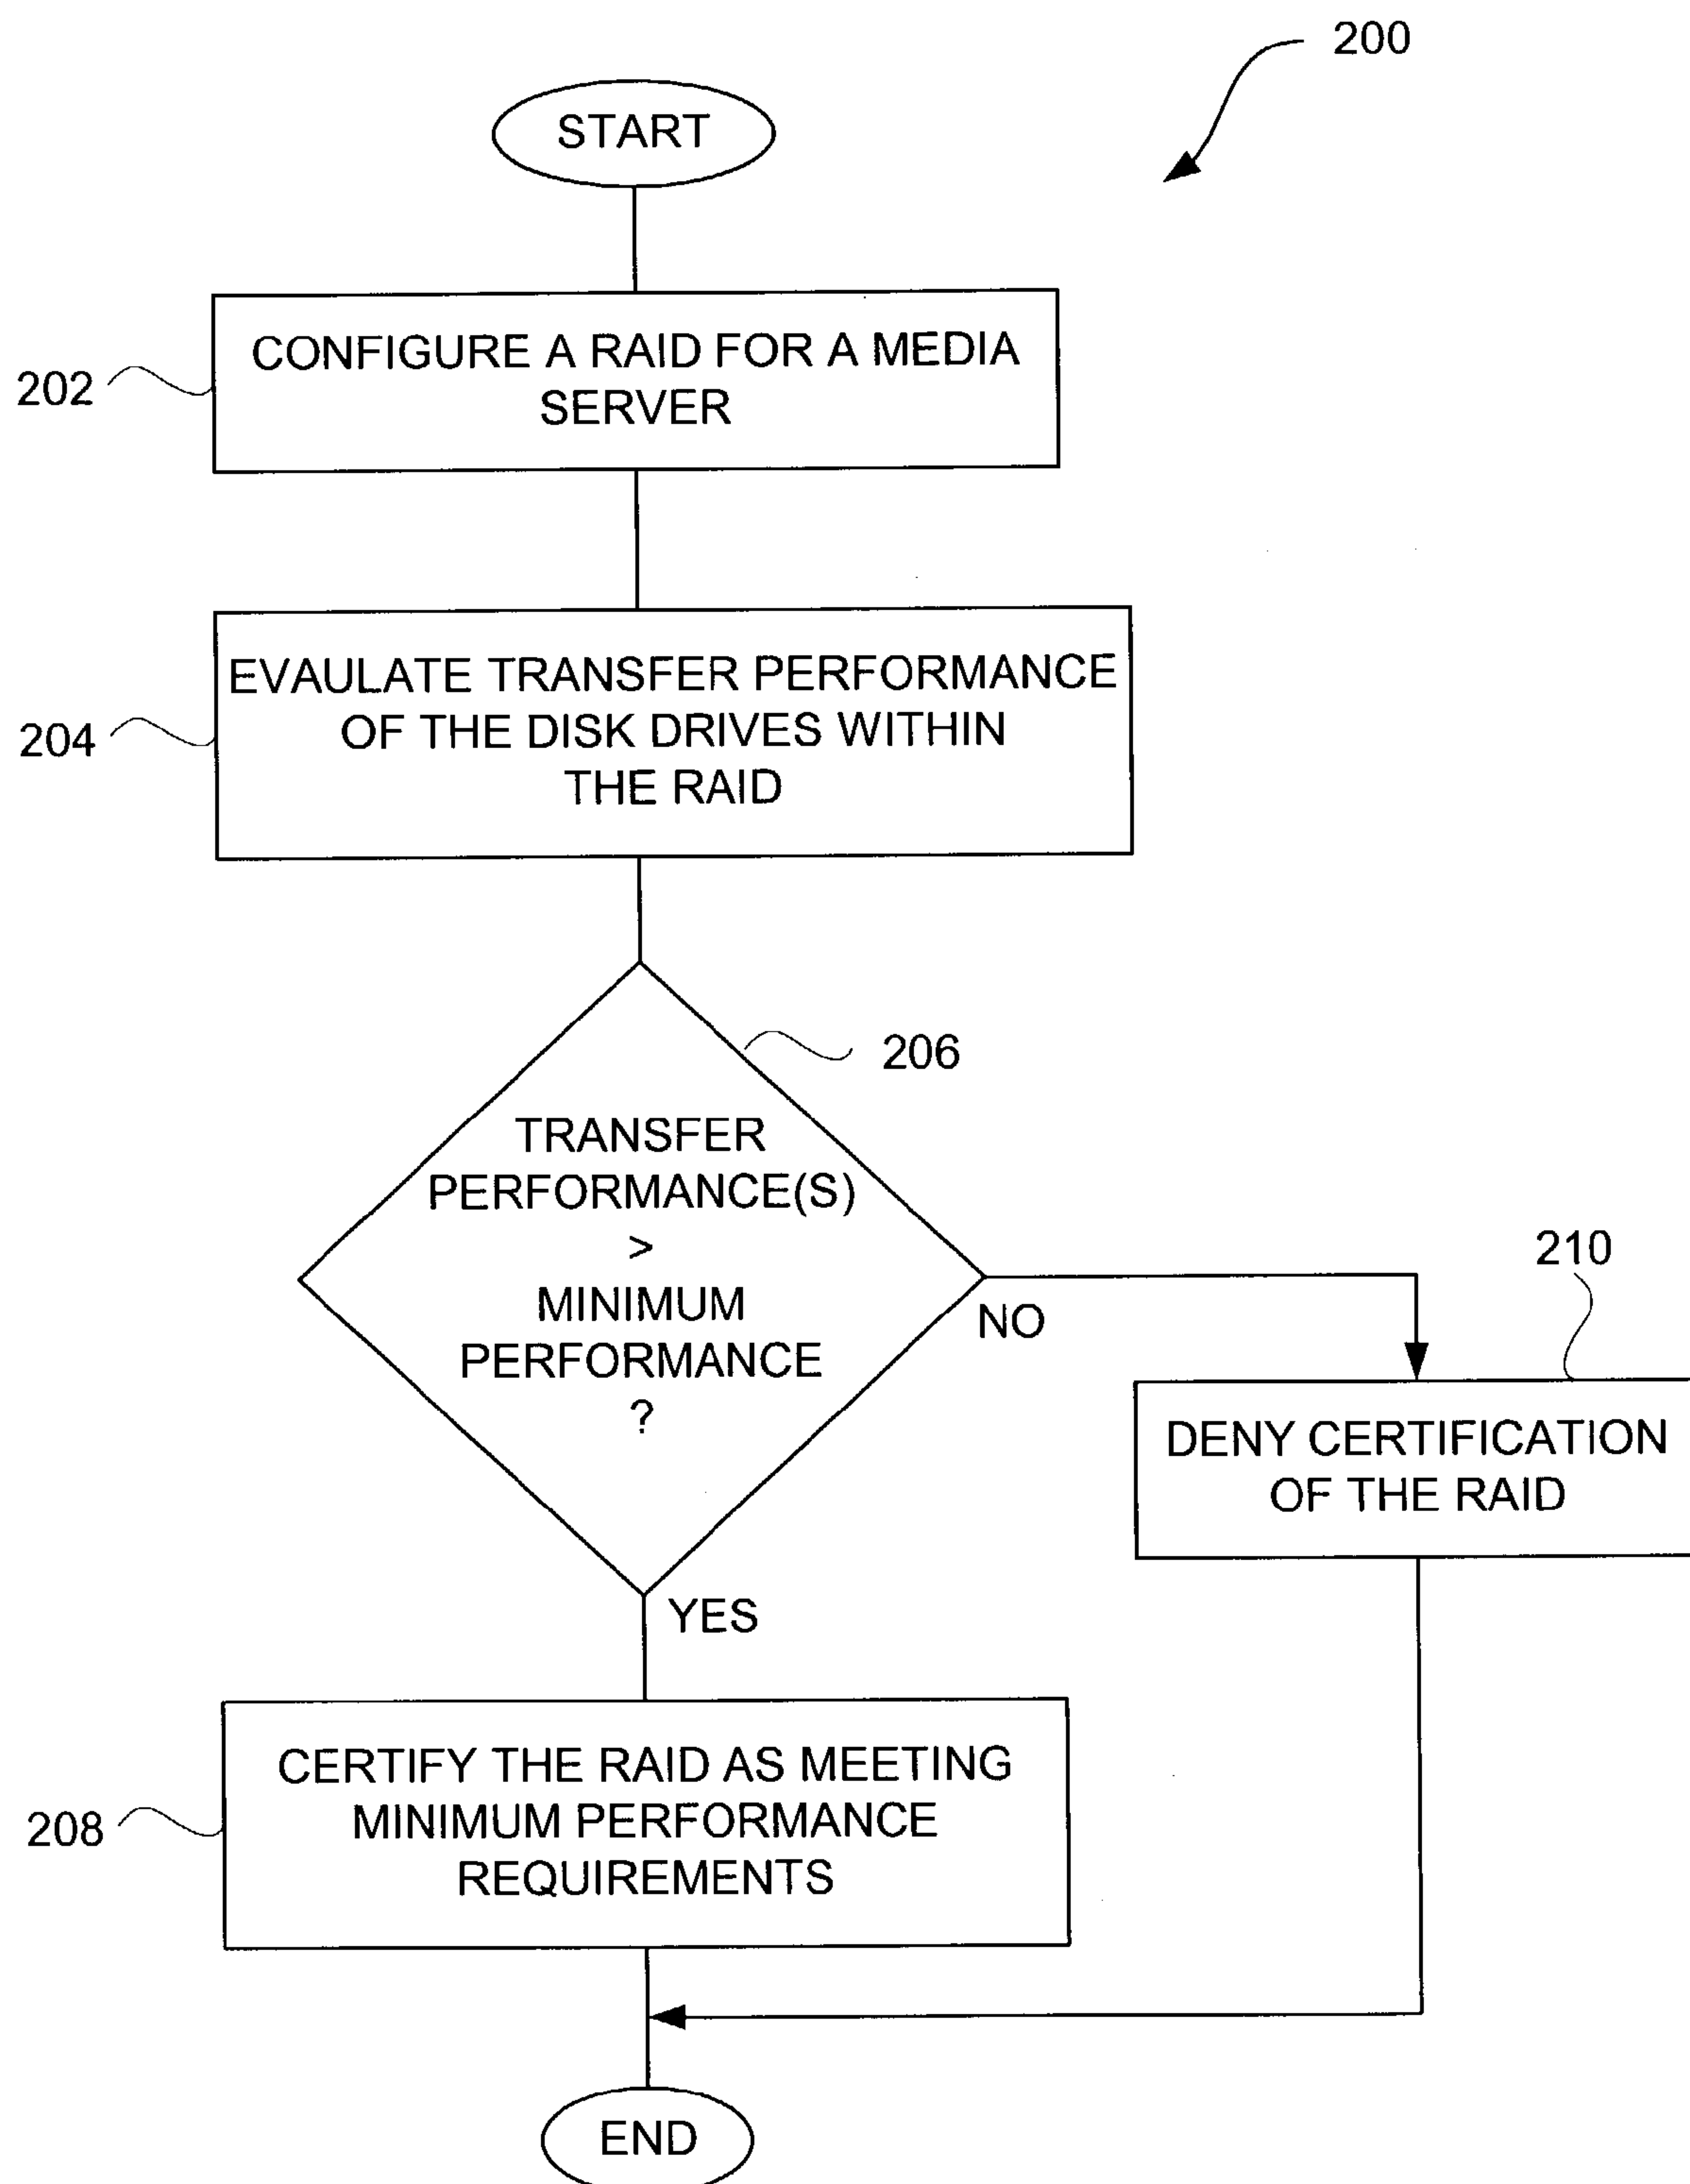 200
START
CONFIGURE A RAID FOR A MEDIA
SERVER
202
EVAULATE TRANSFER PERFORMANCE
OF THE DISK DRIVES WITHIN
THE RAID
204
206
TRANSFER
PERFORMANCE(S)
>
MINIMUM
PERFORMANCE
?
NO
210
DENY CERTIFICATION
OF THE RAID
YES
CERTIFY THE RAID AS MEETING
MINIMUM PERFORMANCE
REQUIREMENTS
208
END